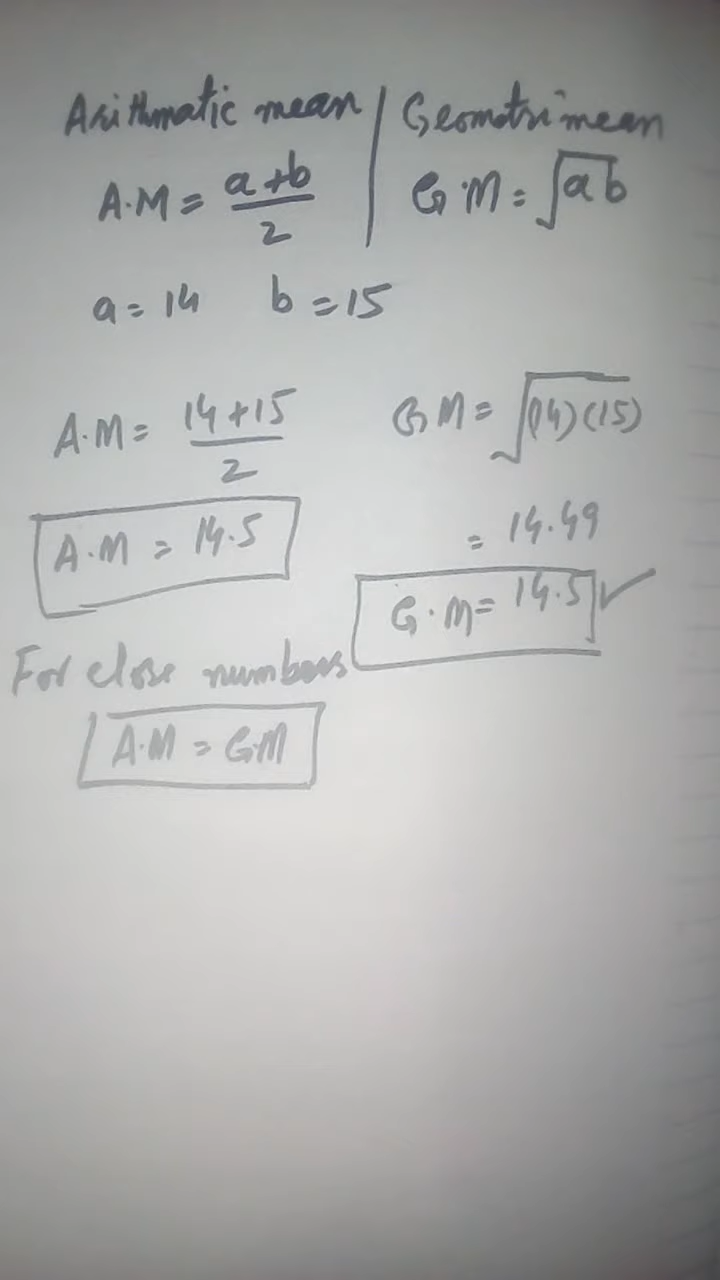 Arithmatic mean | Geometri mean
A.M = a+b/2 | G.M = √ab
a = 14 b = 15
A.M = 14+15/2 G M = √(14)(15)
A.M = 14.5 = 14.49
G.M = 14.5 ✓
For close numbers
A.M = G.M